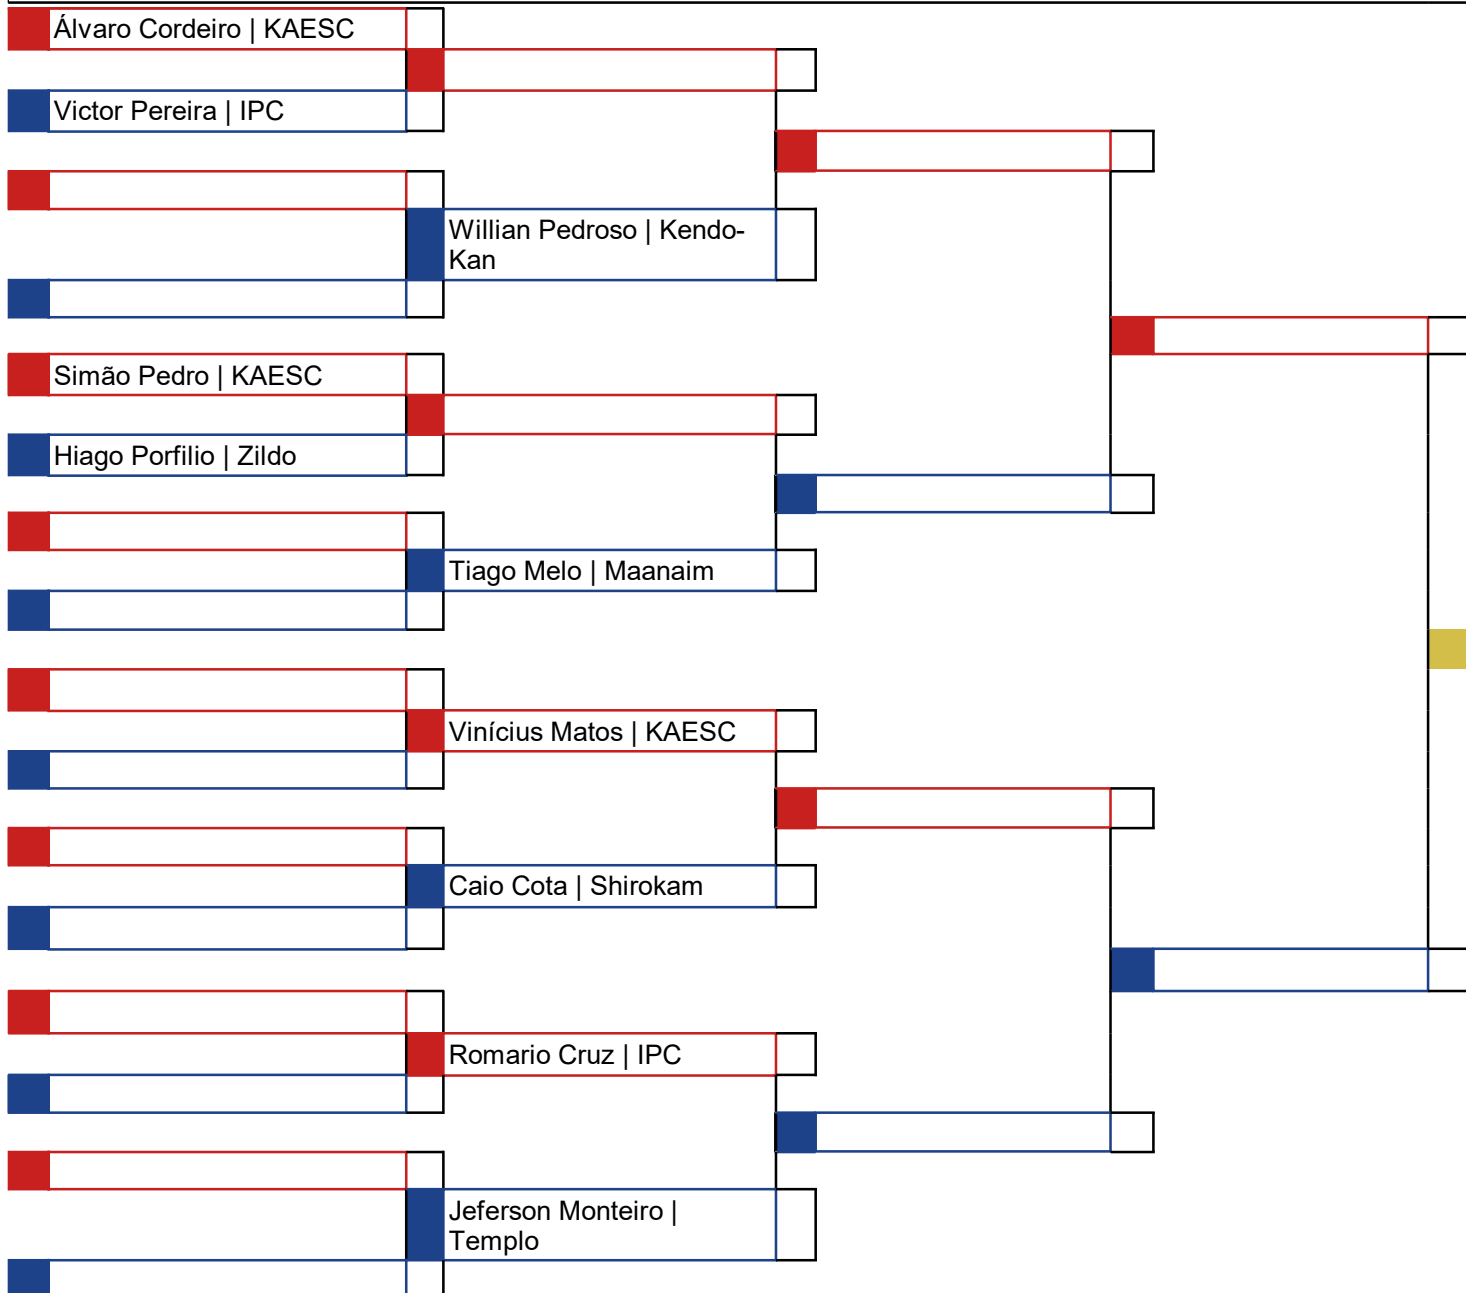 Álvaro Cordeiro | KAESC
Victor Pereira | IPC
Willian Pedroso | Kendo-
Kan
Simão Pedro | KAESC
Hiago Porfilio | Zildo
Tiago Melo | Maanaim
Vinícius Matos | KAESC
Caio Cota | Shirokam
Romario Cruz | IPC
Jeferson Monteiro |
Templo